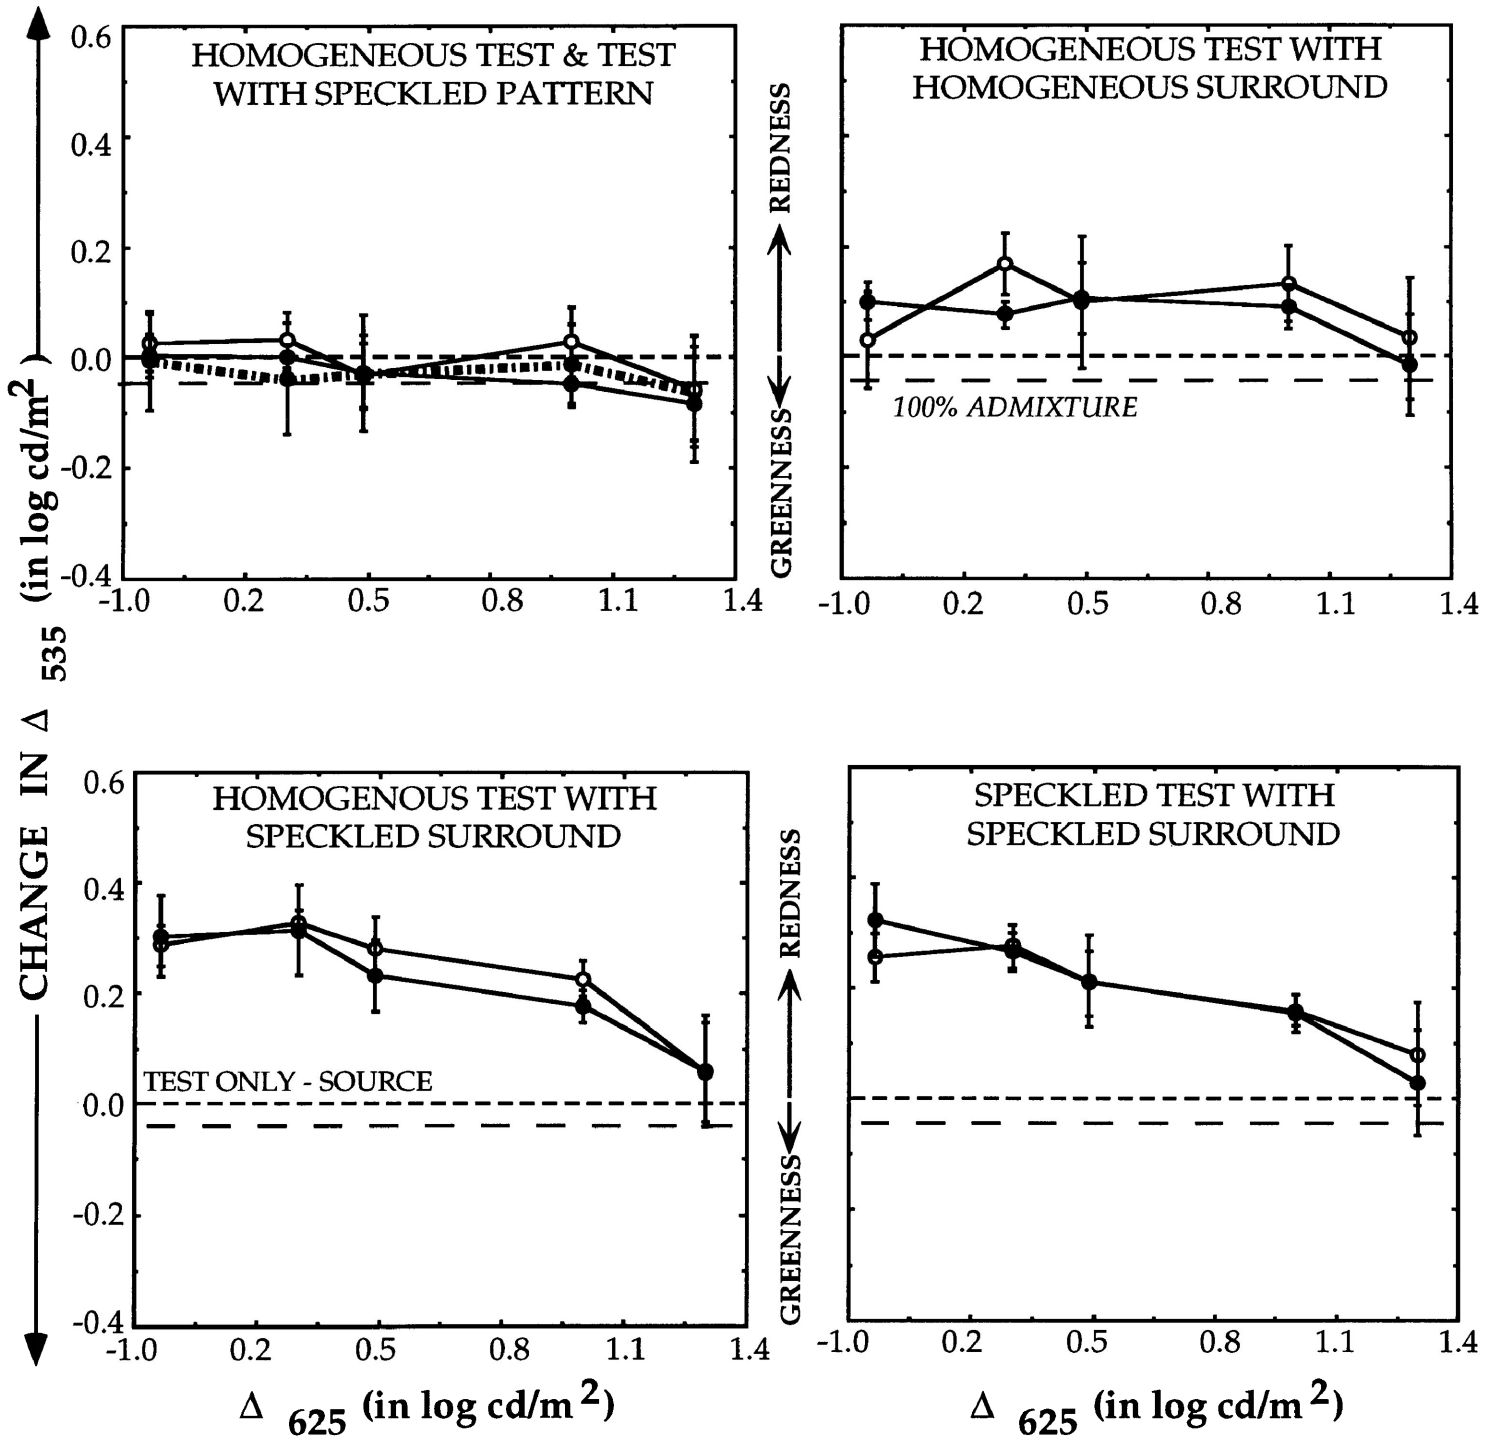 CHANGE IN Δ 535 (in log cd/m2)
0.6
0.4
0.2
0.0
-0.2
-0.4
HOMOGENEOUS TEST & TEST
WITH SPECKLED PATTERN
-1.0 0.2 0.5 0.8 1.1 1.4
GREENNESS REDNESS
HOMOGENEOUS TEST WITH
HOMOGENEOUS SURROUND
100% ADMIXTURE
-1.0 0.2 0.5 0.8 1.1 1.4
0.6
0.4
0.2
0.0
-0.2
-0.4
HOMOGENOUS TEST WITH
SPECKLED SURROUND
TEST ONLY - SOURCE
-1.0 0.2 0.5 0.8 1.1 1.4
Δ 625 (in log cd/m2)
GREENNESS REDNESS
SPECKLED TEST WITH
SPECKLED SURROUND
-1.0 0.2 0.5 0.8 1.1 1.4
Δ 625 (in log cd/m2)